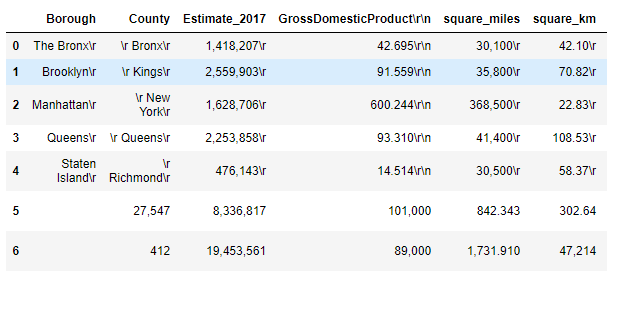 Borough County Estimate_2017 GrossDomesticProduct\r\n square_miles square_km
0 The Bronx\r \r Bronx\r 1,418,207\r 42.695\r\n 30,100\r 42.10\r
1 Brooklyn\r \r Kings\r 2,559,903\r 91.559\r\n 35,800\r 70.82\r
2 Manhattan\r \r New York\r 1,628,706\r 600.244\r\n 368,500\r 22.83\r
3 Queens\r \r Queens\r 2,253,858\r 93.310\r\n 41,400\r 108.53\r
4 Staten Island\r \r Richmond\r 476,143\r 14.514\r\n 30,500\r 58.37\r
5 27,547 8,336,817 101,000 842.343 302.64
6 412 19,453,561 89,000 1,731.910 47,214